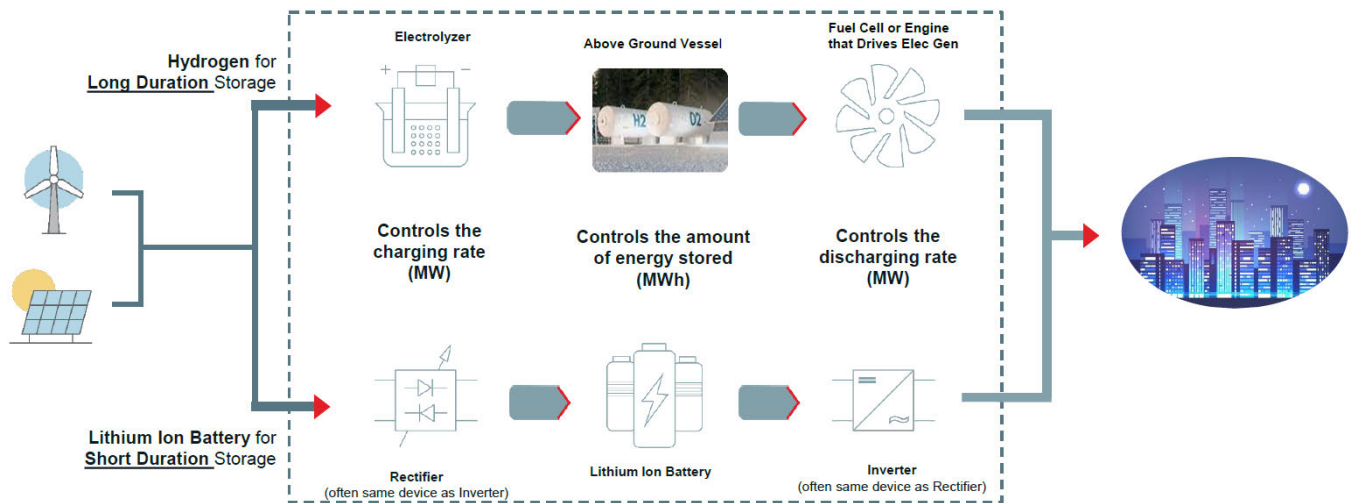 Electrolyzer
Above Ground Vessel
Fuel Cell or Engine
that Drives Elec Gen
Hydrogen for
Long Duration Storage
+ −
H2
O2
Controls the
charging rate
(MW)
Controls the amount
of energy stored
(MWh)
Controls the
discharging rate
(MW)
Lithium Ion Battery for
Short Duration Storage
Rectifier
(often same device as Inverter)
Lithium Ion Battery
Inverter
(often same device as Rectifier)